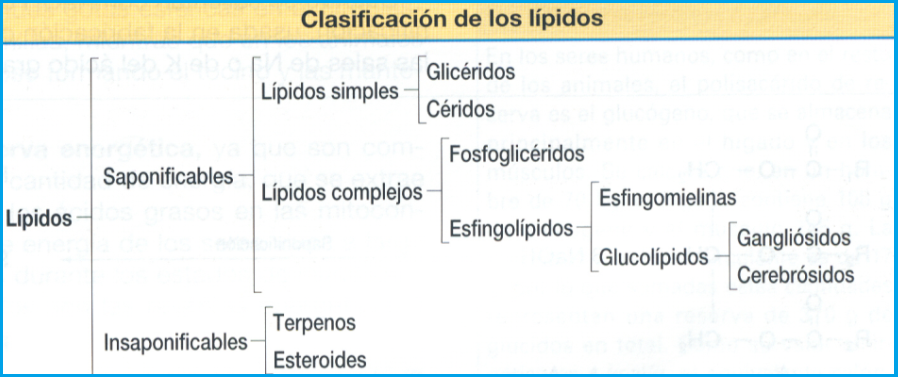 Clasificación de los lípidos
Glicéridos
Lípidos simples
Céridos
Fosfoglicéridos
Saponificables
Lípidos complejos
Esfingomielinas
Lípidos
Esfingolípidos
Gangliósidos
Glucolípidos
Cerebrósidos
Terpenos
Insaponificables
Esteroides